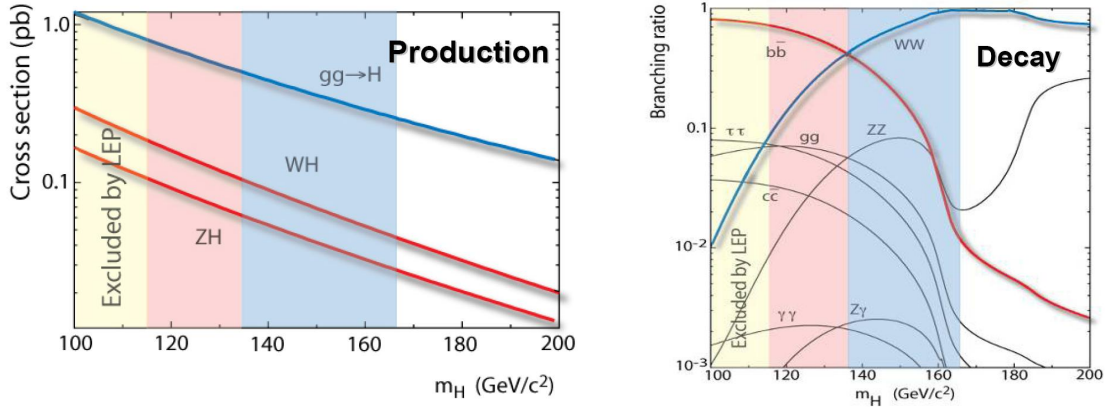 Production
Cross section (pb)
1.0
0.1
gg→H
WH
ZH
Excluded by LEP
100
120
140
160
180
200
m_H (GeV/c²)
Decay
Branching ratio
1
0.1
10⁻²
10⁻³
bb̄
WW
ττ
gg
ZZ
cc̄
γγ
Zγ
Excluded by LEP
100
120
140
160
180
200
m_H (GeV/c²)